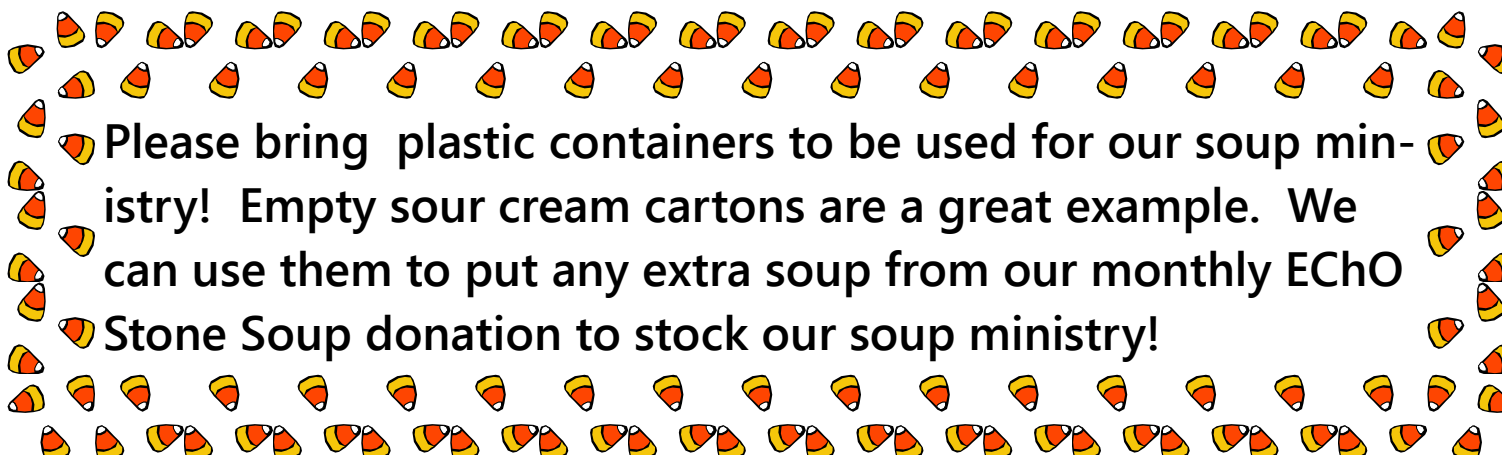 Please bring  plastic containers to be used for our soup min-
istry!  Empty sour cream cartons are a great example.  We
can use them to put any extra soup from our monthly EChO
Stone Soup donation to stock our soup ministry!